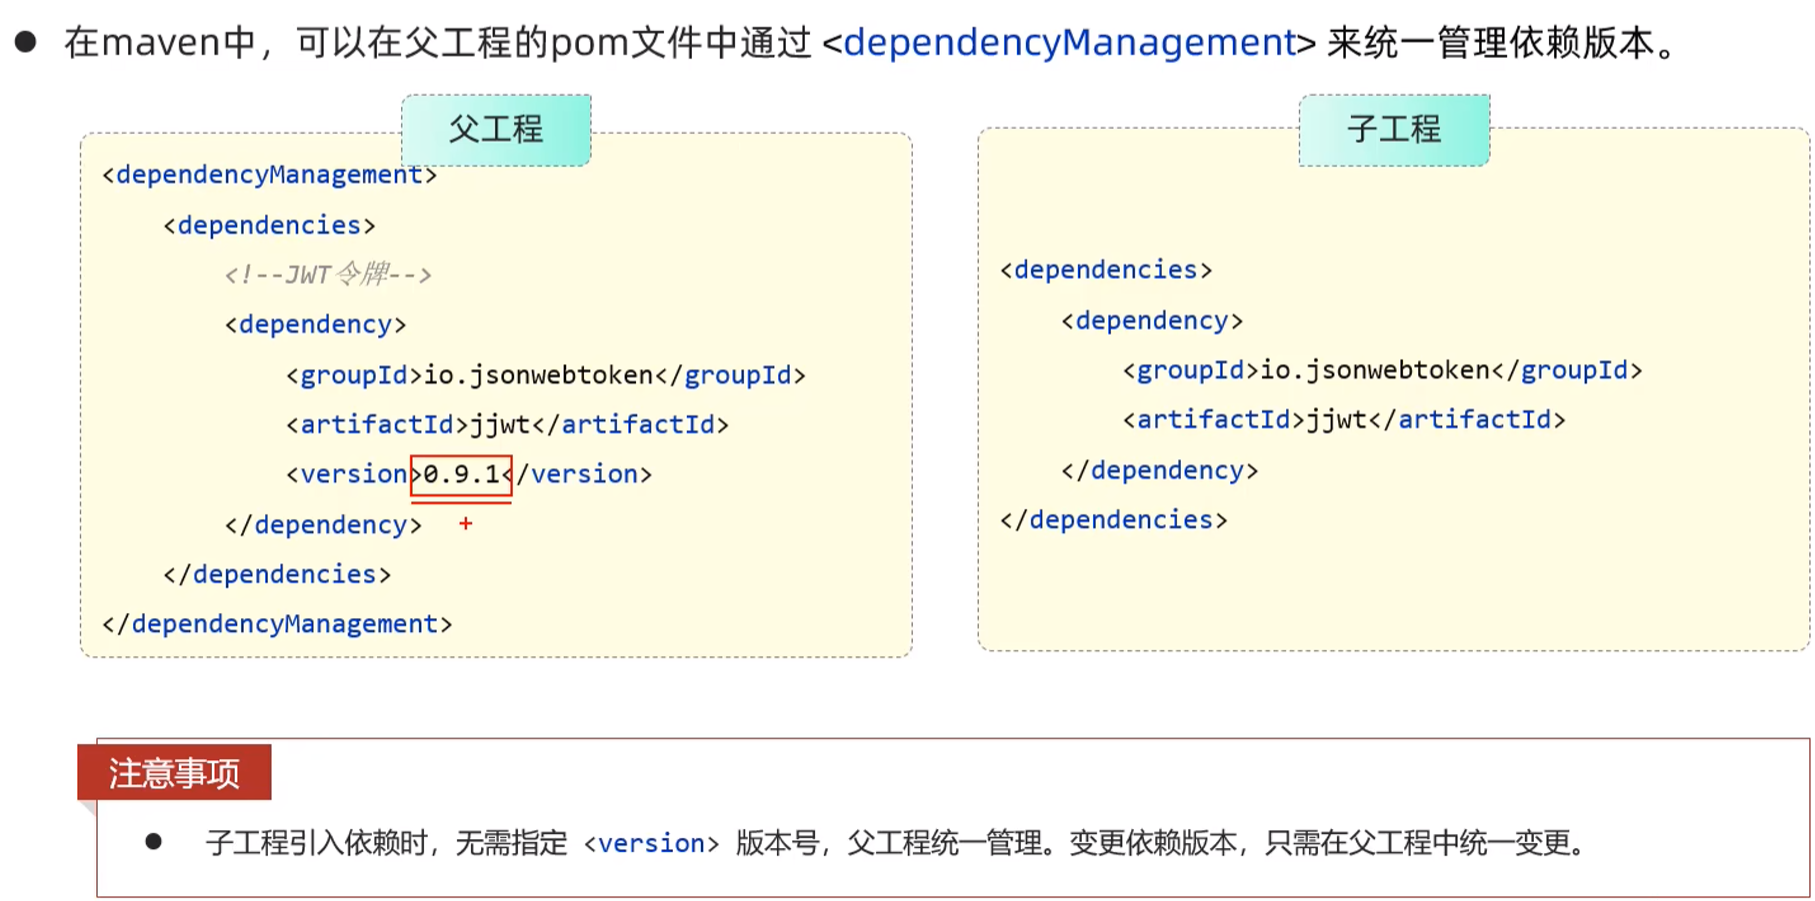 ● 在maven中，可以在父工程的pom文件中通过 <dependencyManagement> 来统一管理依赖版本。
父工程
<dependencyManagement>
<dependencies>
<!--JWT令牌-->
<dependency>
<groupId>io.jsonwebtoken</groupId>
<artifactId>jjwt</artifactId>
<version>0.9.1</version>
</dependency>
</dependencies>
</dependencyManagement>
子工程
<dependencies>
<dependency>
<groupId>io.jsonwebtoken</groupId>
<artifactId>jjwt</artifactId>
</dependency>
</dependencies>
注意事项
● 子工程引入依赖时，无需指定 <version> 版本号，父工程统一管理。变更依赖版本，只需在父工程中统一变更。